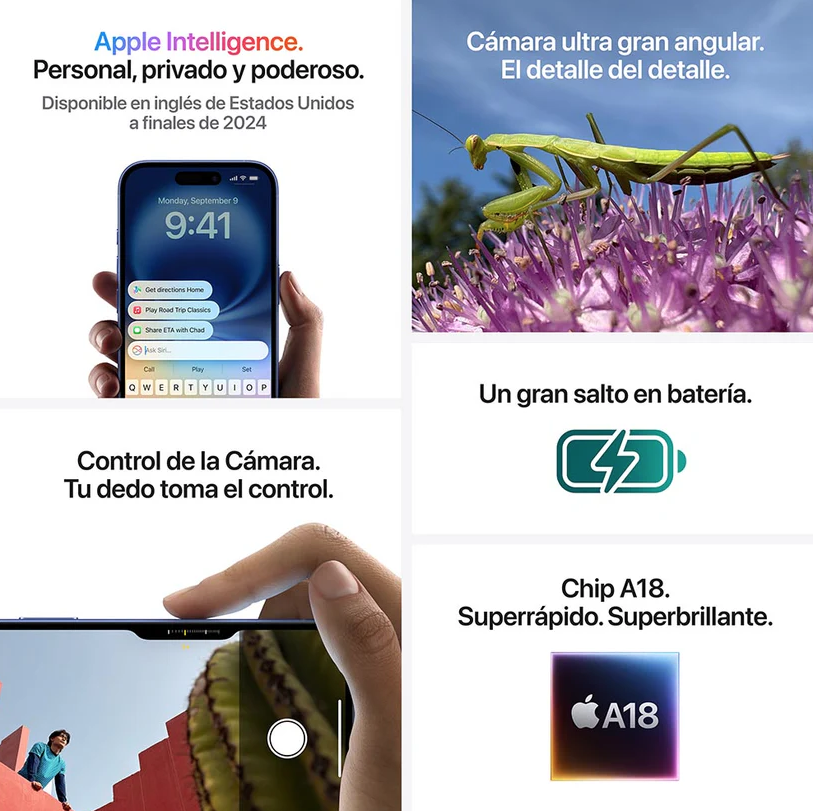 Apple Intelligence.
Personal, privado y poderoso.
Disponible en inglés de Estados Unidos
a finales de 2024
Monday, September 9
9:41
Get directions Home
Play Road Trip Classics
Share ETA with Chad
Ask Siri...
Call Play Set
Q W E R T Y U I O P
Cámara ultra gran angular.
El detalle del detalle.
Un gran salto en batería.
Control de la Cámara.
Tu dedo toma el control.
Chip A18.
Superrápido. Superbrillante.
A18